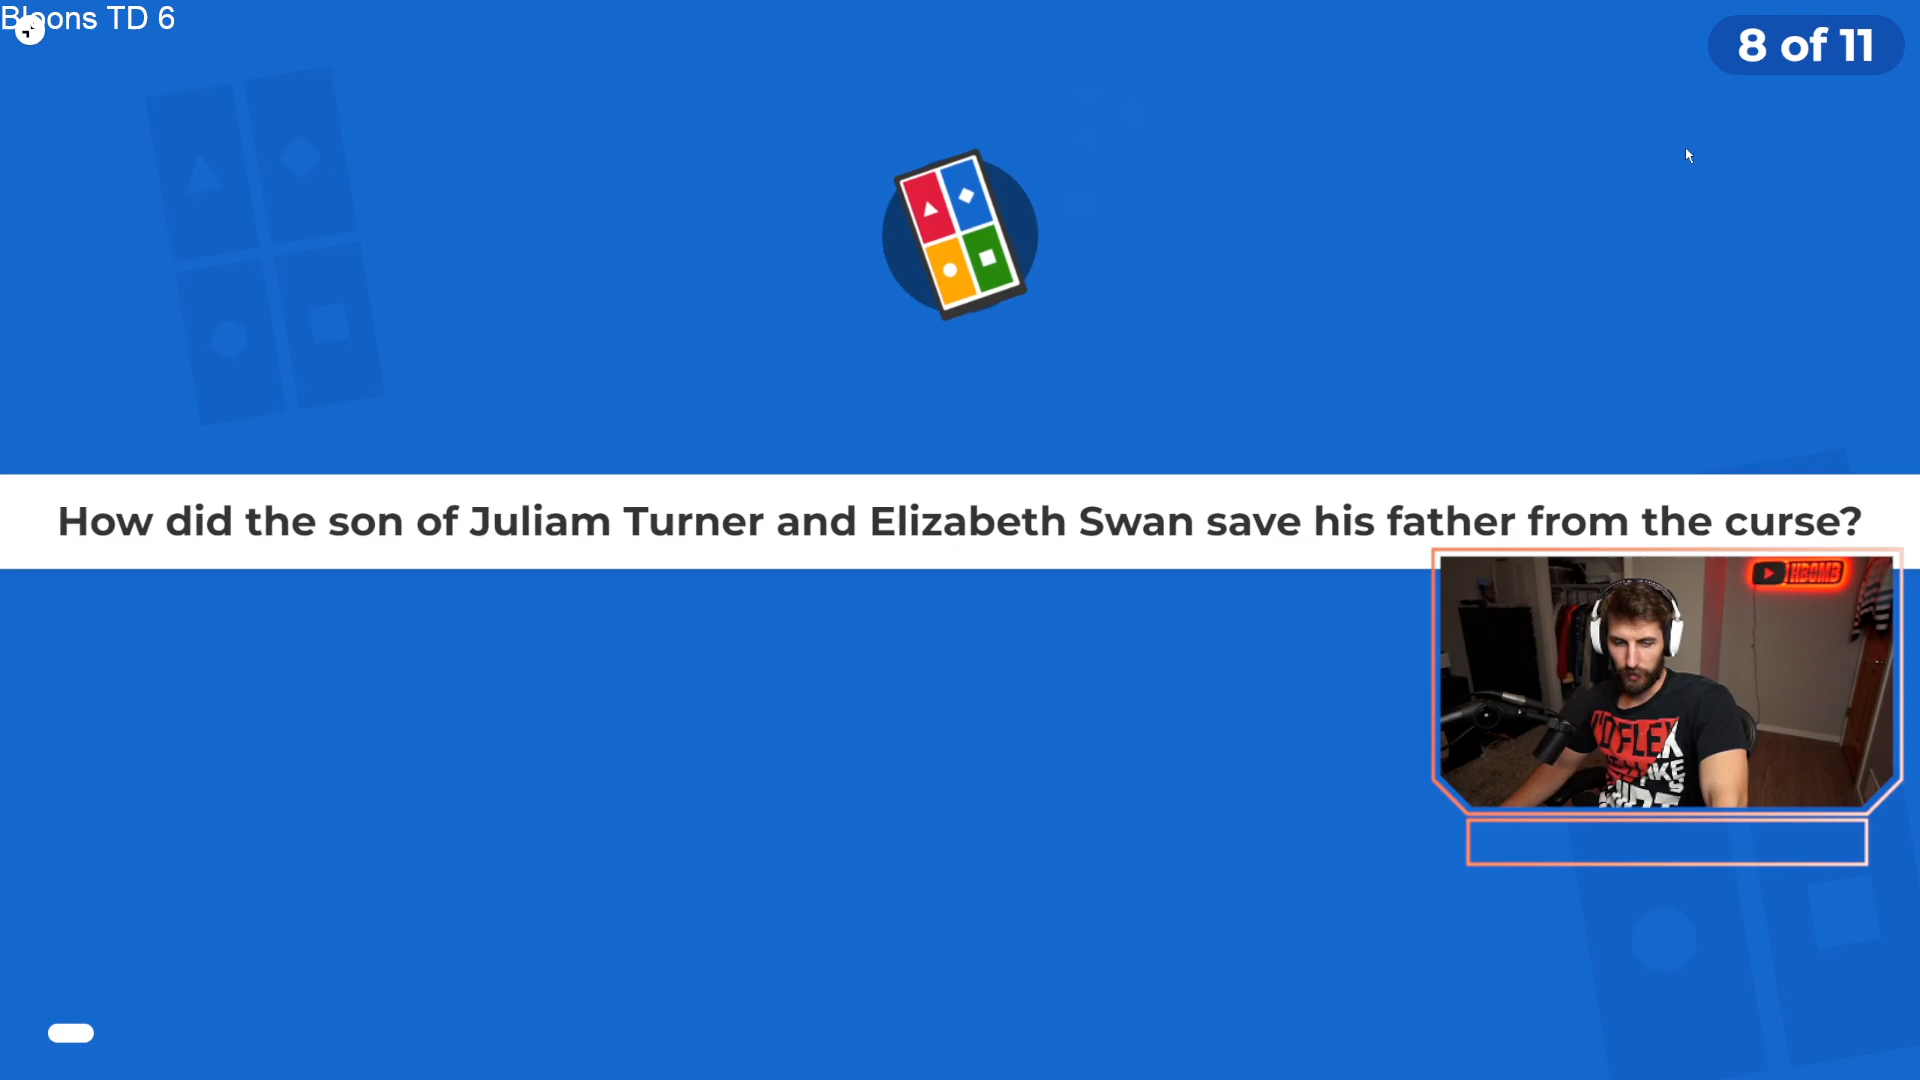 Bloons TD 6
8 of 11
How did the son of Juliam Turner and Elizabeth Swan save his father from the curse?
HBOMB